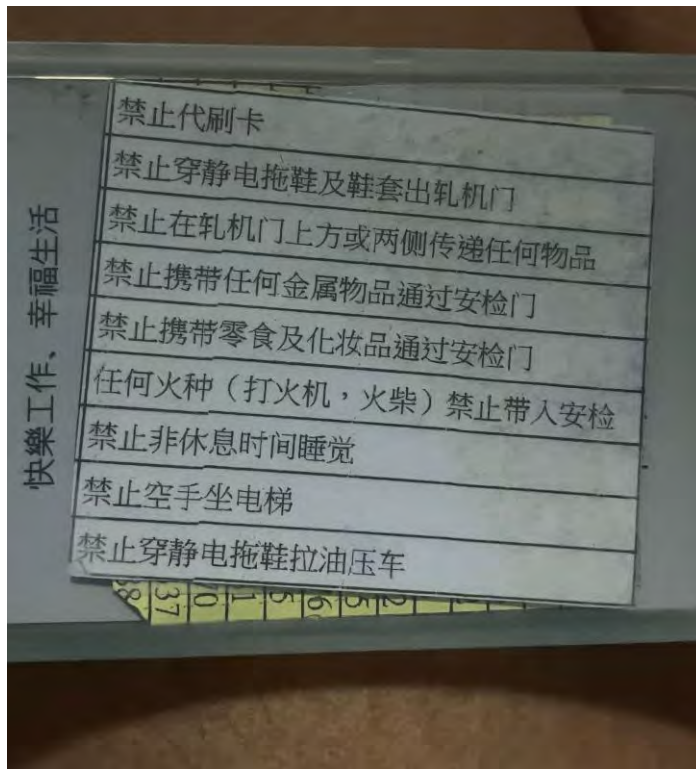 禁止代刷卡
禁止穿静电拖鞋及鞋套出轧机门
禁止在轧机门上方或两侧传递任何物品
禁止携带任何金属物品通过安检门
禁止携带零食及化妆品通过安检门
任何火种（打火机，火柴）禁止带入安检
禁止非休息时间睡觉
禁止空手坐电梯
禁止穿静电拖鞋拉油压车
快樂工作、幸福生活
37